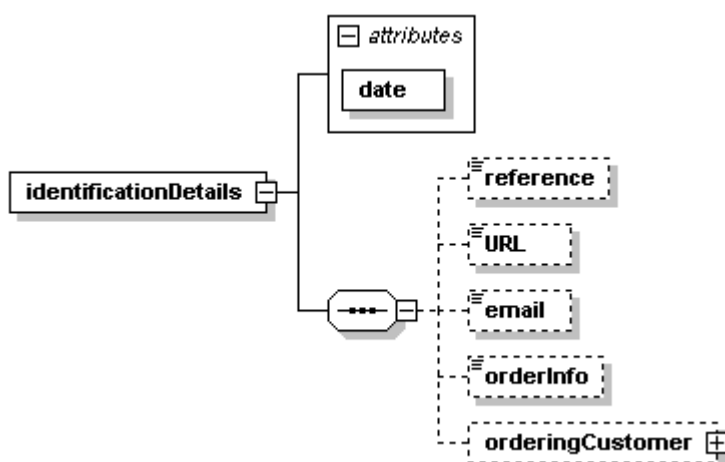 attributes
date
identificationDetails
reference
URL
email
orderInfo
orderingCustomer